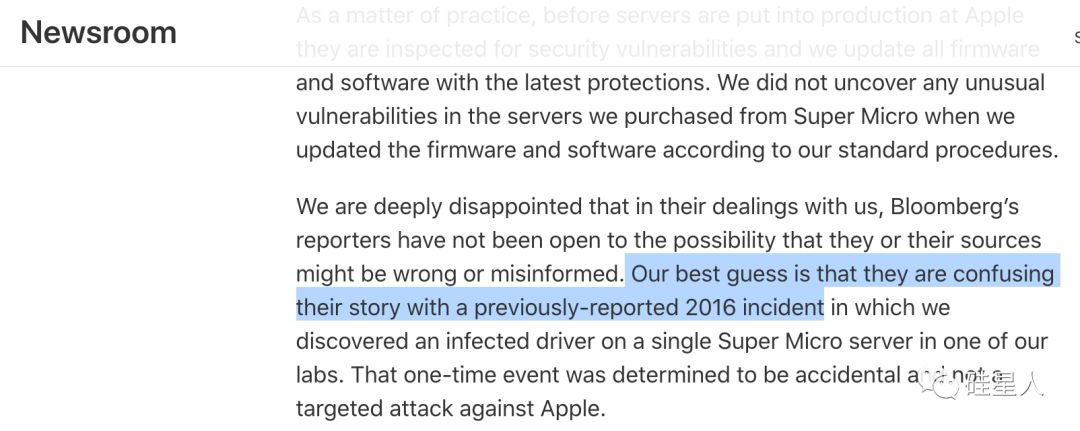 As a matter of practice, before servers are put into production at Apple
Newsroom
they are inspected for security vulnerabilities and we update all firmware
S
and software with the latest protections. We did not uncover any unusual
vulnerabilities in the servers we purchased from Super Micro when we
updated the firmware and software according to our standard procedures.
We are deeply disappointed that in their dealings with us, Bloomberg’s
reporters have not been open to the possibility that they or their sources
might be wrong or misinformed. Our best guess is that they are confusing
their story with a previously-reported 2016 incident in which we
discovered an infected driver on a single Super Micro server in one of our
labs. That one-time event was determined to be accidental and not a
硅星人
targeted attack against Apple.